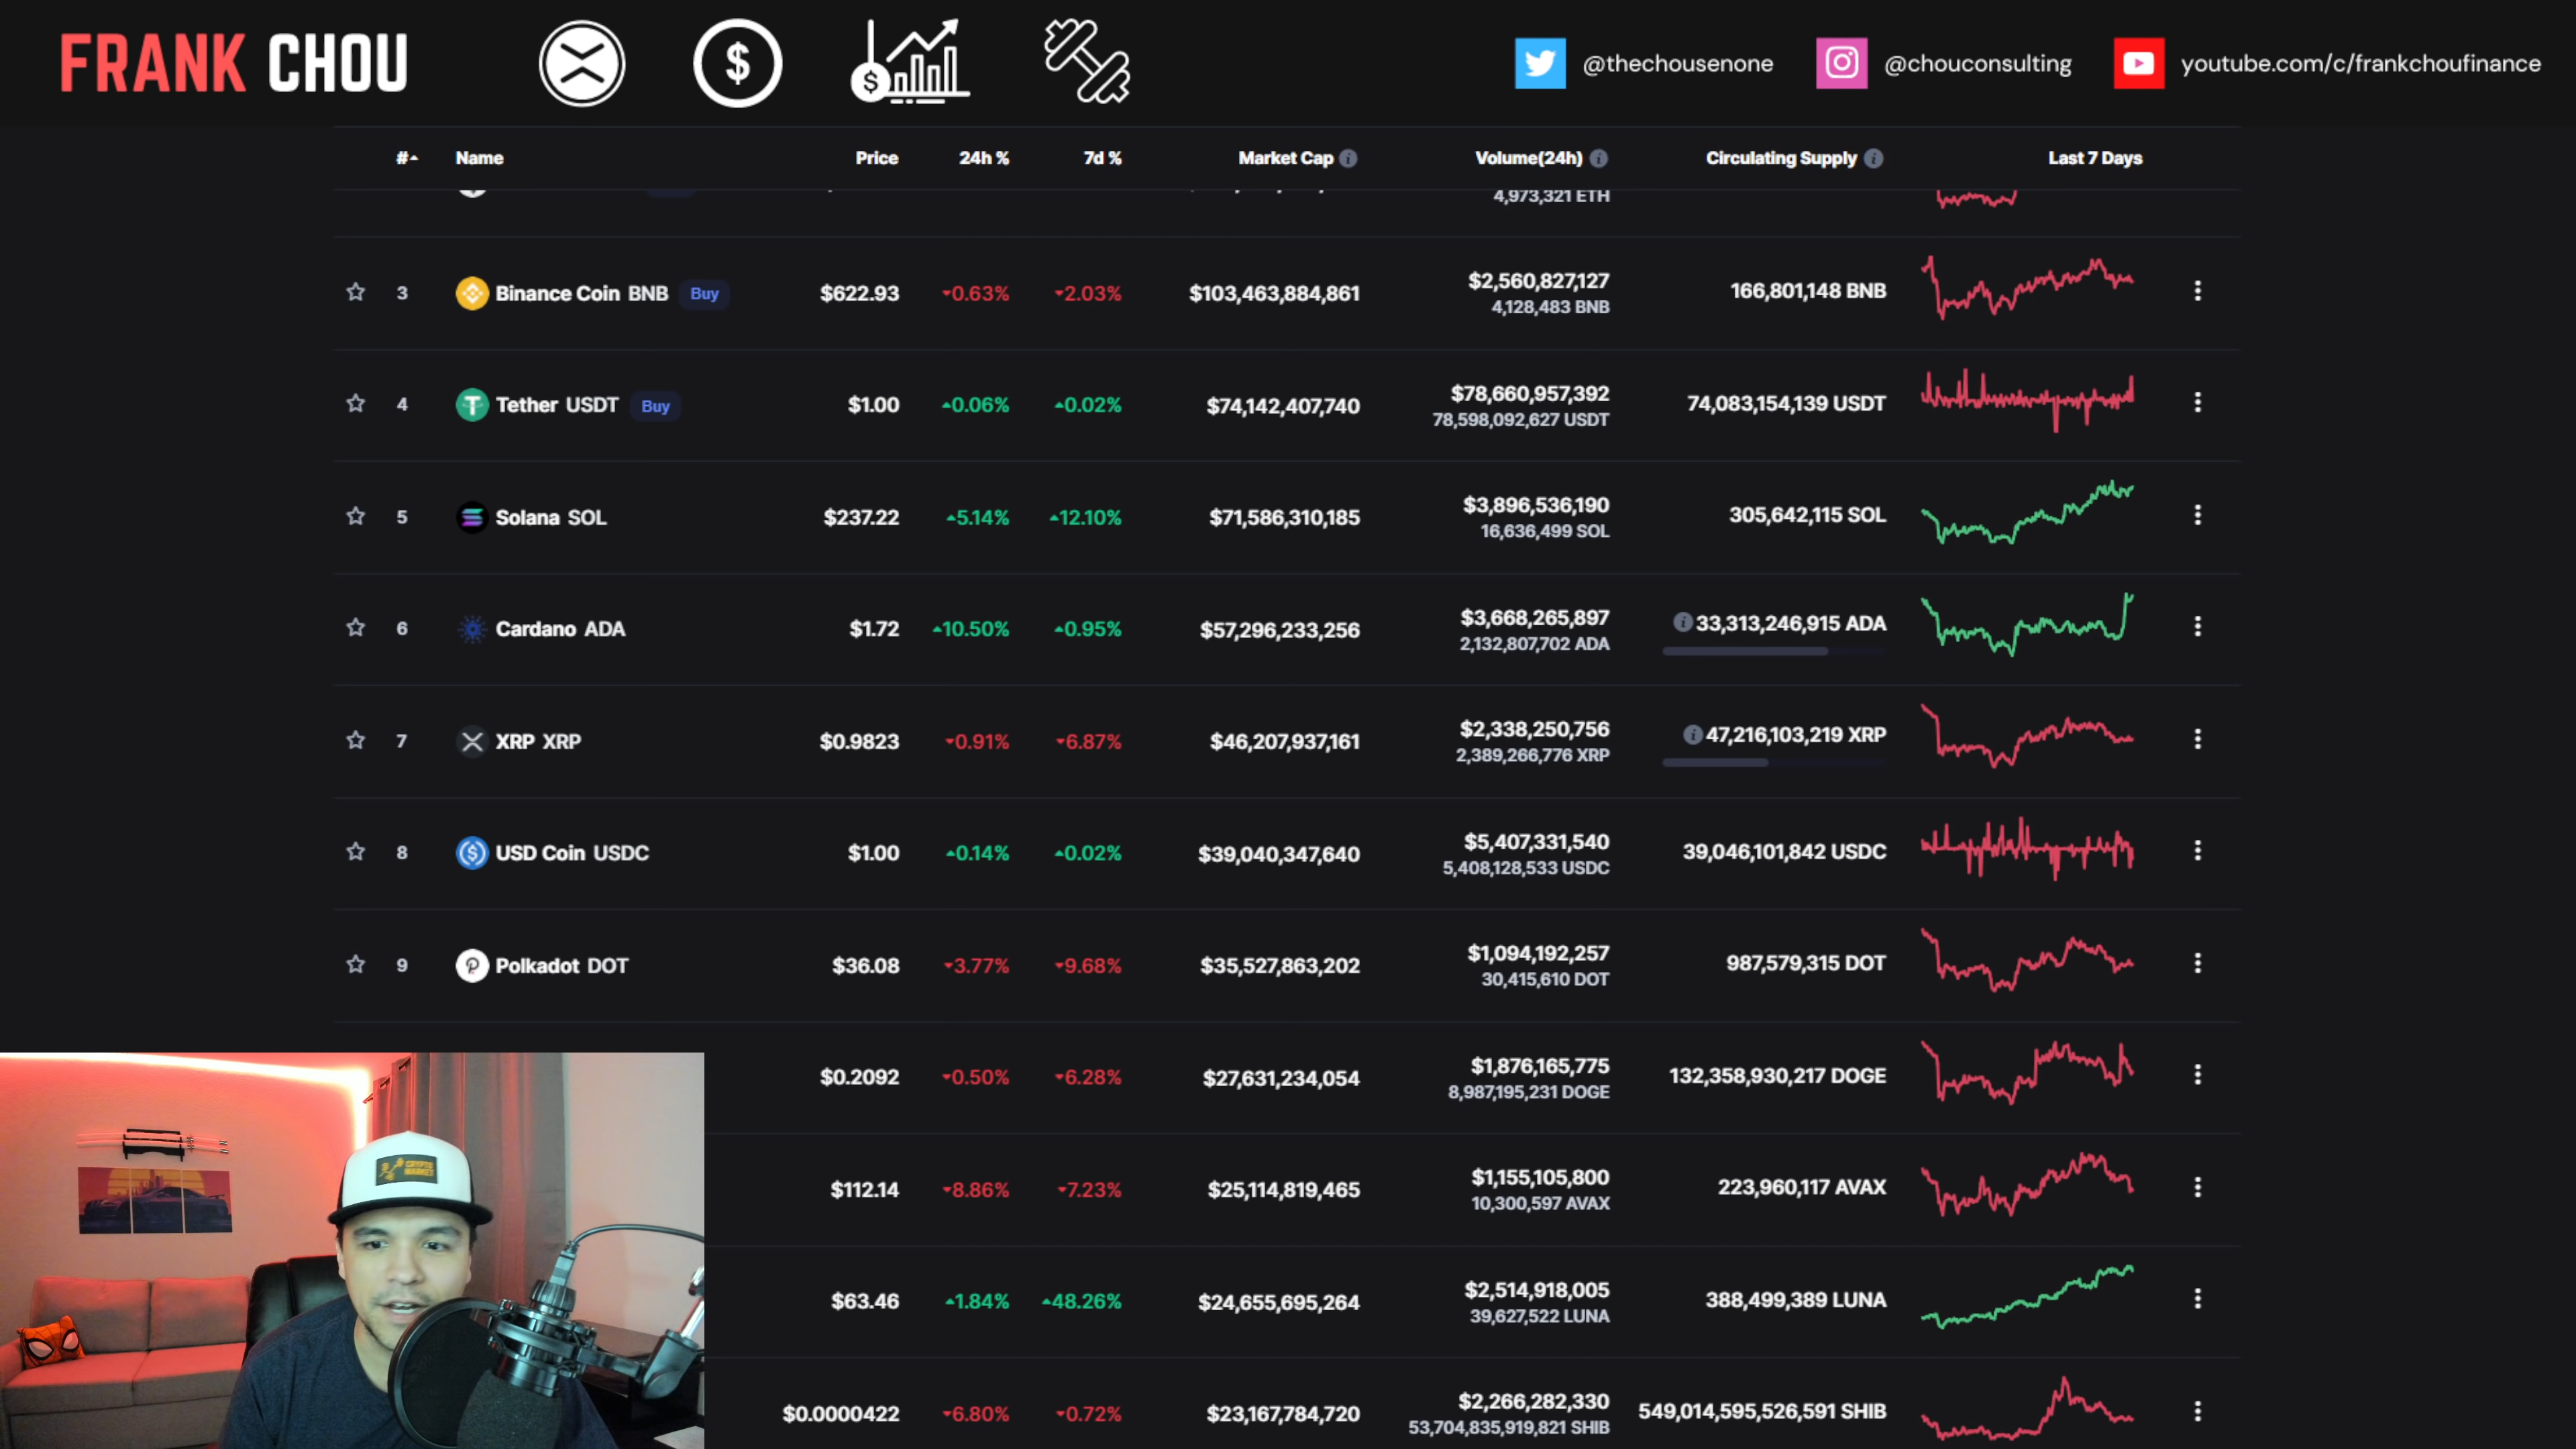 FRANK CHOU
@thechousenone @chouconsulting youtube.com/c/frankchoufinance
# Name Price 24h % 7d % Market Cap Volume(24h) Circulating Supply Last 7 Days
4,973,321 ETH
3 Binance Coin BNB Buy $622.93 0.63% 2.03% $103,463,884,861 $2,560,827,127 166,801,148 BNB
4,128,483 BNB
4 Tether USDT Buy $1.00 0.06% 0.02% $74,142,407,740 $78,660,957,392 74,083,154,139 USDT
78,598,092,627 USDT
5 Solana SOL $237.22 5.14% 12.10% $71,586,310,185 $3,896,536,190 305,642,115 SOL
16,636,499 SOL
6 Cardano ADA $1.72 10.50% 0.95% $57,296,233,256 $3,668,265,897 33,313,246,915 ADA
2,132,807,702 ADA
7 XRP XRP $0.9823 0.91% 6.87% $46,207,937,161 $2,338,250,756 47,216,103,219 XRP
2,389,266,776 XRP
8 USD Coin USDC $1.00 0.14% 0.02% $39,040,347,640 $5,407,331,540 39,046,101,842 USDC
5,408,128,533 USDC
9 Polkadot DOT $36.08 3.77% 9.68% $35,527,863,202 $1,094,192,257 987,579,315 DOT
30,415,610 DOT
$0.2092 0.50% 6.28% $27,631,234,054 $1,876,165,775 132,358,930,217 DOGE
8,987,195,231 DOGE
$112.14 8.86% 7.23% $25,114,819,465 $1,155,105,800 223,960,117 AVAX
10,300,597 AVAX
$63.46 1.84% 48.26% $24,655,695,264 $2,514,918,005 388,499,389 LUNA
39,627,522 LUNA
$0.0000422 6.80% 0.72% $23,167,784,720 $2,266,282,330 549,014,595,526,591 SHIB
53,704,835,919,821 SHIB
CRYPTO
MARKET